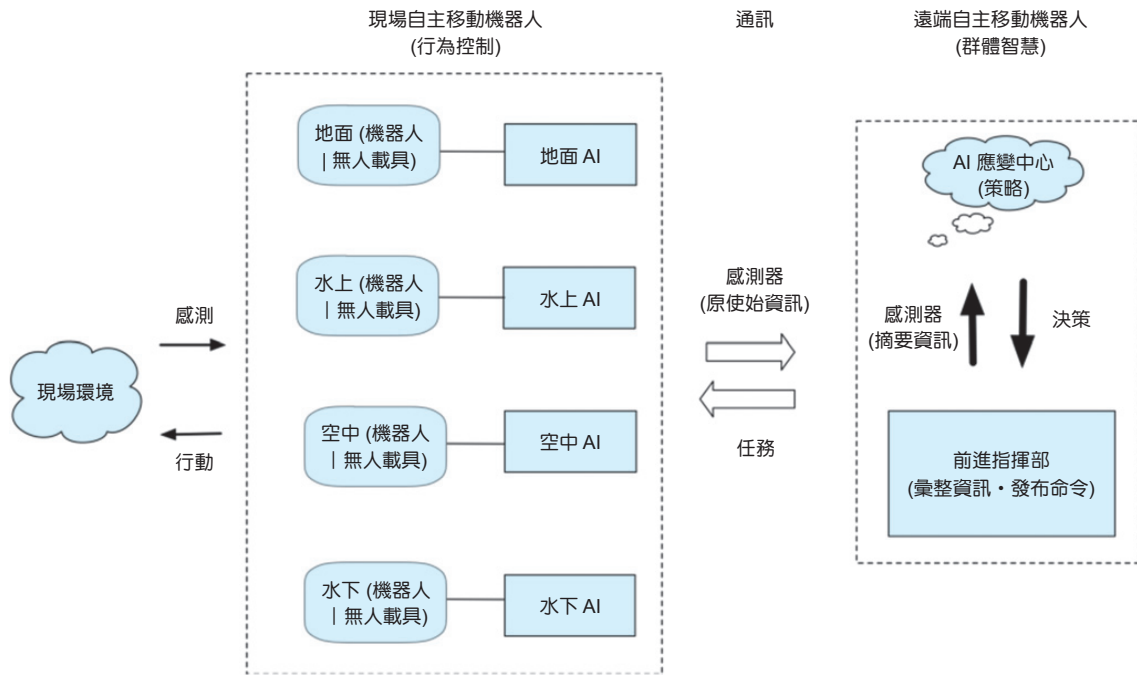 現場自主移動機器人
(行為控制)
通訊
遠端自主移動機器人
(群體智慧)
地面 (機器人
| 無人載具)
地面 AI
水上 (機器人
| 無人載具)
水上 AI
空中 (機器人
| 無人載具)
空中 AI
水下 (機器人
| 無人載具)
水下 AI
感測
現場環境
行動
感測器
(原使始資訊)
任務
AI 應變中心
(策略)
感測器
(摘要資訊)
決策
前進指揮部
(彙整資訊・發布命令)